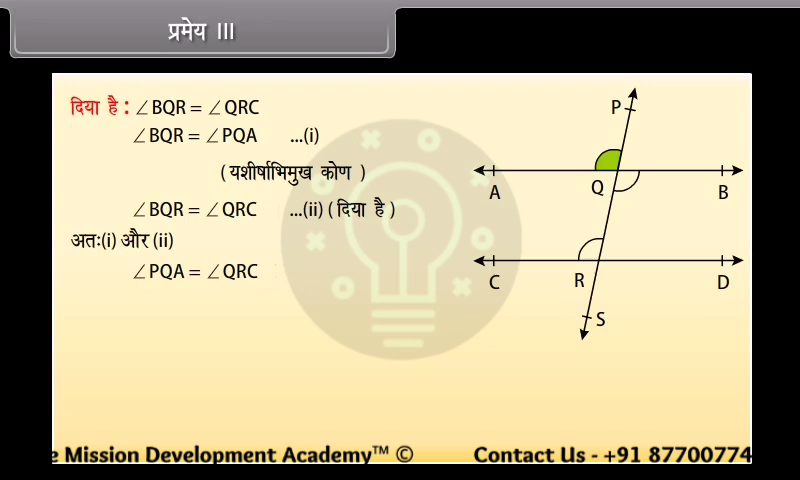 प्रमेय III
दिया है : ∠BQR = ∠QRC
∠BQR = ∠PQA ...(i)
( यशीर्षाभिमुख कोण )
∠BQR = ∠QRC ...(ii) ( दिया है )
अतः(i) और (ii)
∠PQA = ∠QRC
P
A
Q
B
C
R
D
S
e Mission Development Academy™ © Contact Us - +91 87700774